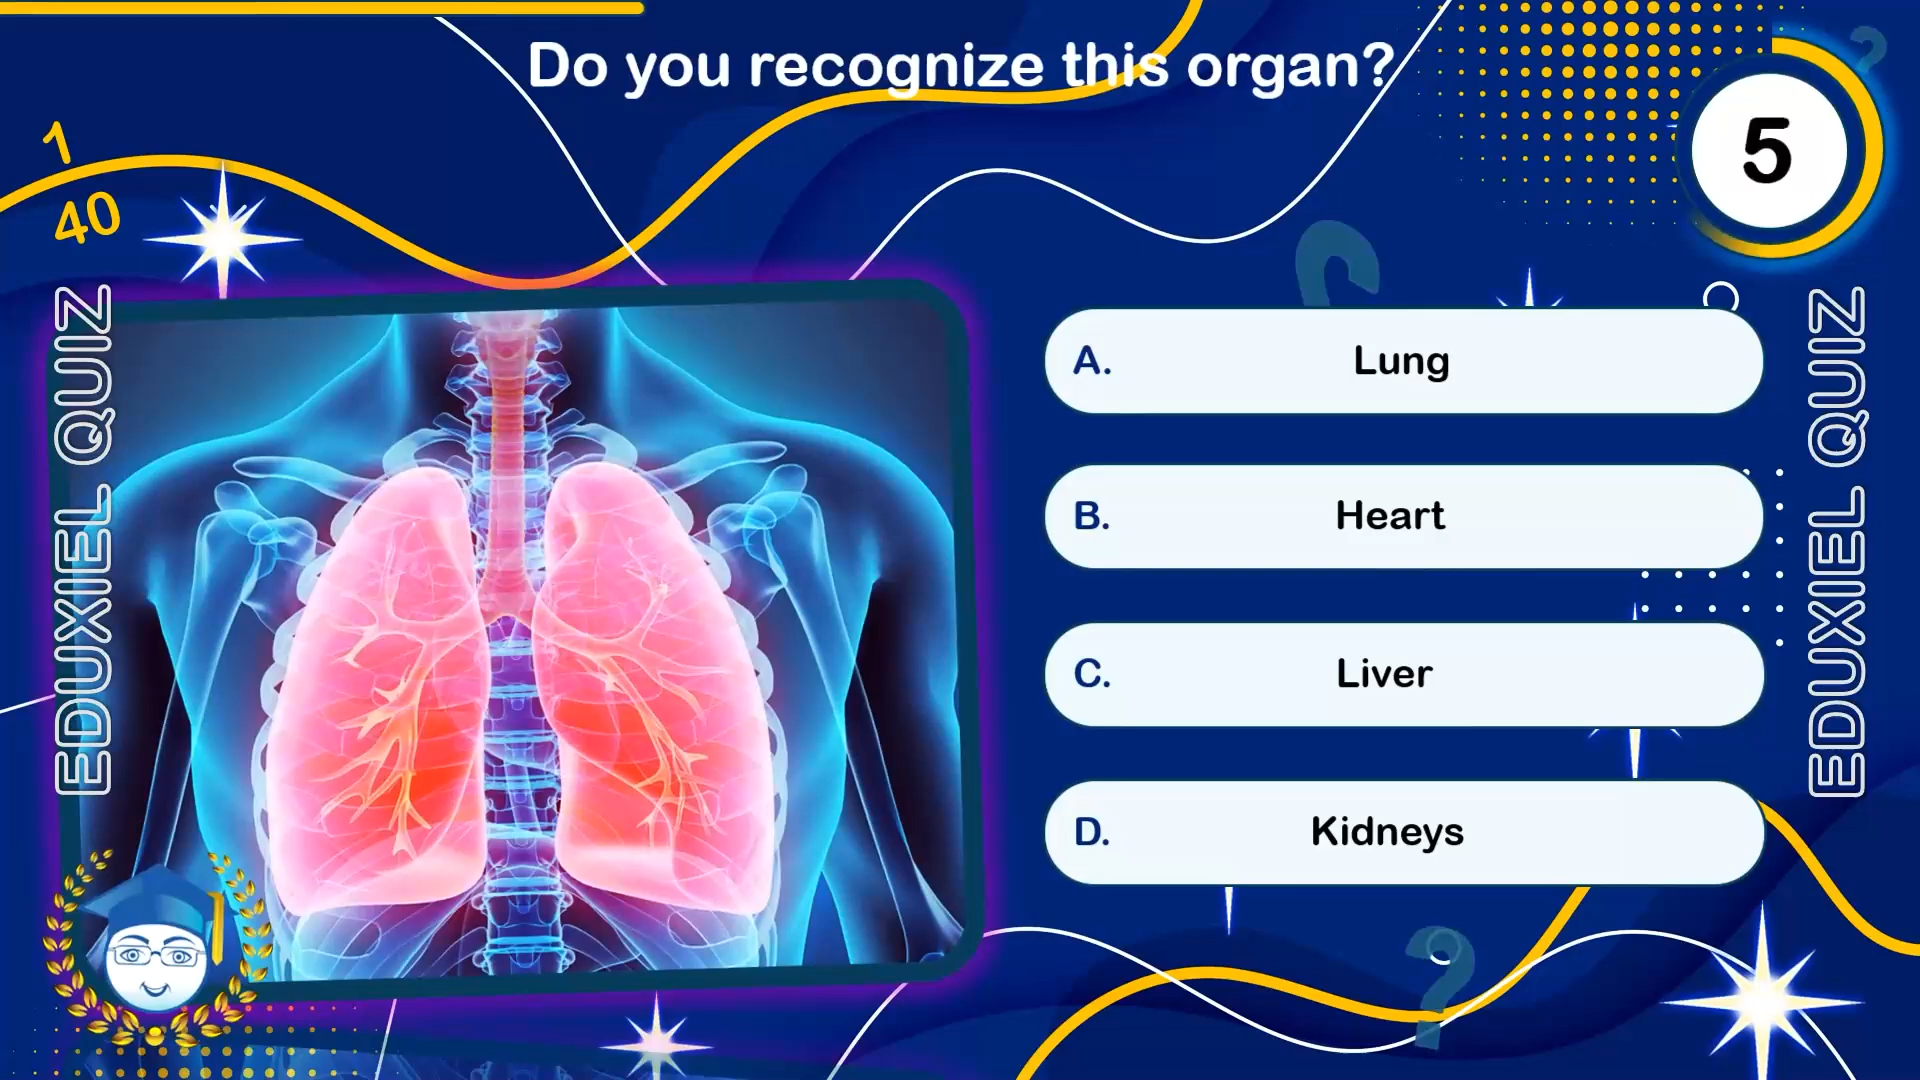 Do you recognize this organ?
1
40
5
EDUXIEL QUIZ
A. Lung
B. Heart
C. Liver
D. Kidneys
EDUXIEL QUIZ